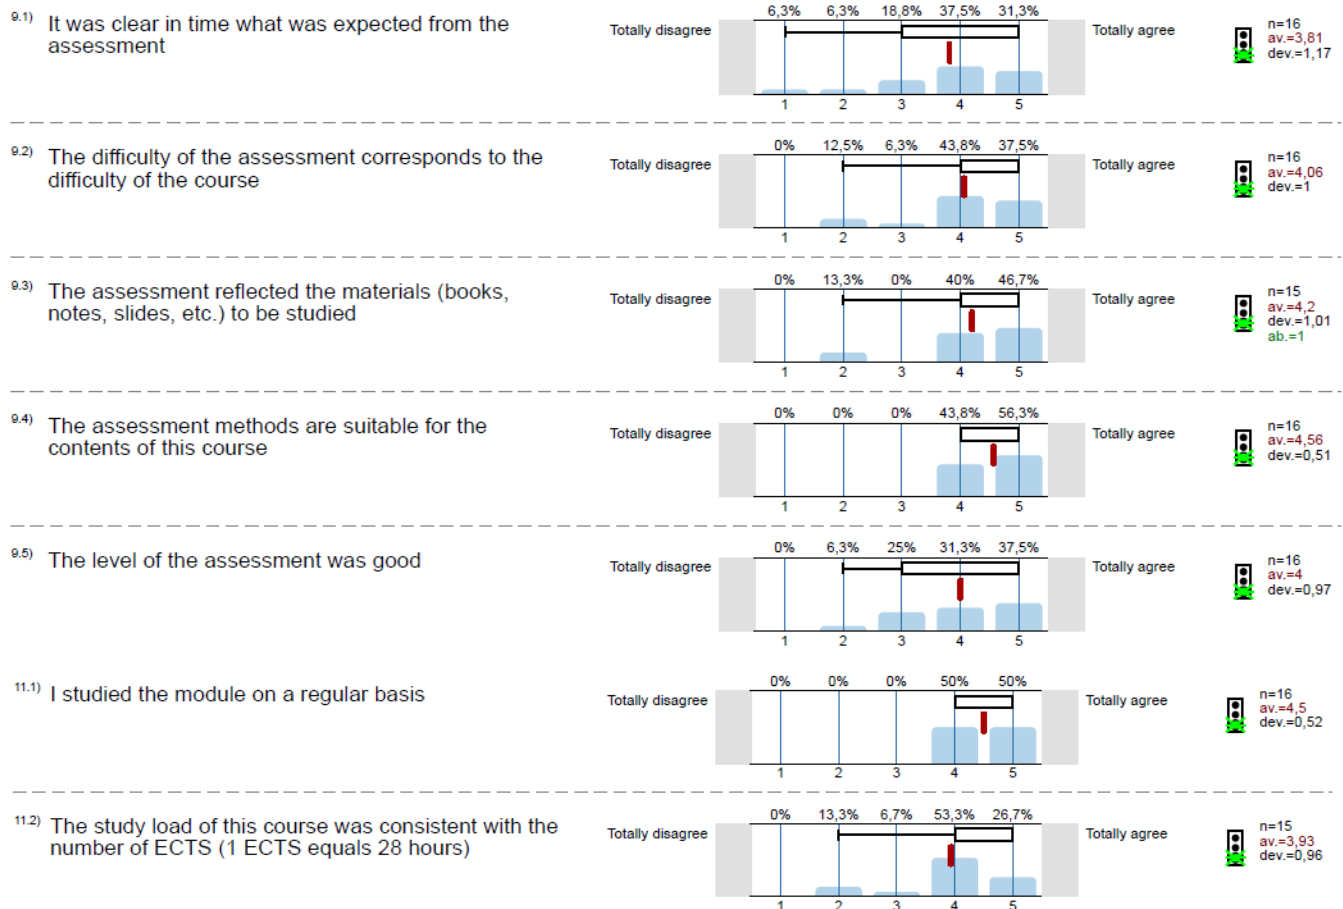 9.1) It was clear in time what was expected from the
assessment
6,3% 6,3% 18,8% 37,5% 31,3%
Totally disagree Totally agree
1 2 3 4 5
n=16
av.=3,81
dev.=1,17
9.2) The difficulty of the assessment corresponds to the
difficulty of the course
0% 12,5% 6,3% 43,8% 37,5%
Totally disagree Totally agree
1 2 3 4 5
n=16
av.=4,06
dev.=1
9.3) The assessment reflected the materials (books,
notes, slides, etc.) to be studied
0% 13,3% 0% 40% 46,7%
Totally disagree Totally agree
1 2 3 4 5
n=15
av.=4,2
dev.=1,01
ab.=1
9.4) The assessment methods are suitable for the
contents of this course
0% 0% 0% 43,8% 56,3%
Totally disagree Totally agree
1 2 3 4 5
n=16
av.=4,56
dev.=0,51
9.5) The level of the assessment was good
0% 6,3% 25% 31,3% 37,5%
Totally disagree Totally agree
1 2 3 4 5
n=16
av.=4
dev.=0,97
11.1) I studied the module on a regular basis
0% 0% 0% 50% 50%
Totally disagree Totally agree
1 2 3 4 5
n=16
av.=4,5
dev.=0,52
11.2) The study load of this course was consistent with the
number of ECTS (1 ECTS equals 28 hours)
0% 13,3% 6,7% 53,3% 26,7%
Totally disagree Totally agree
1 2 3 4 5
n=15
av.=3,93
dev.=0,96